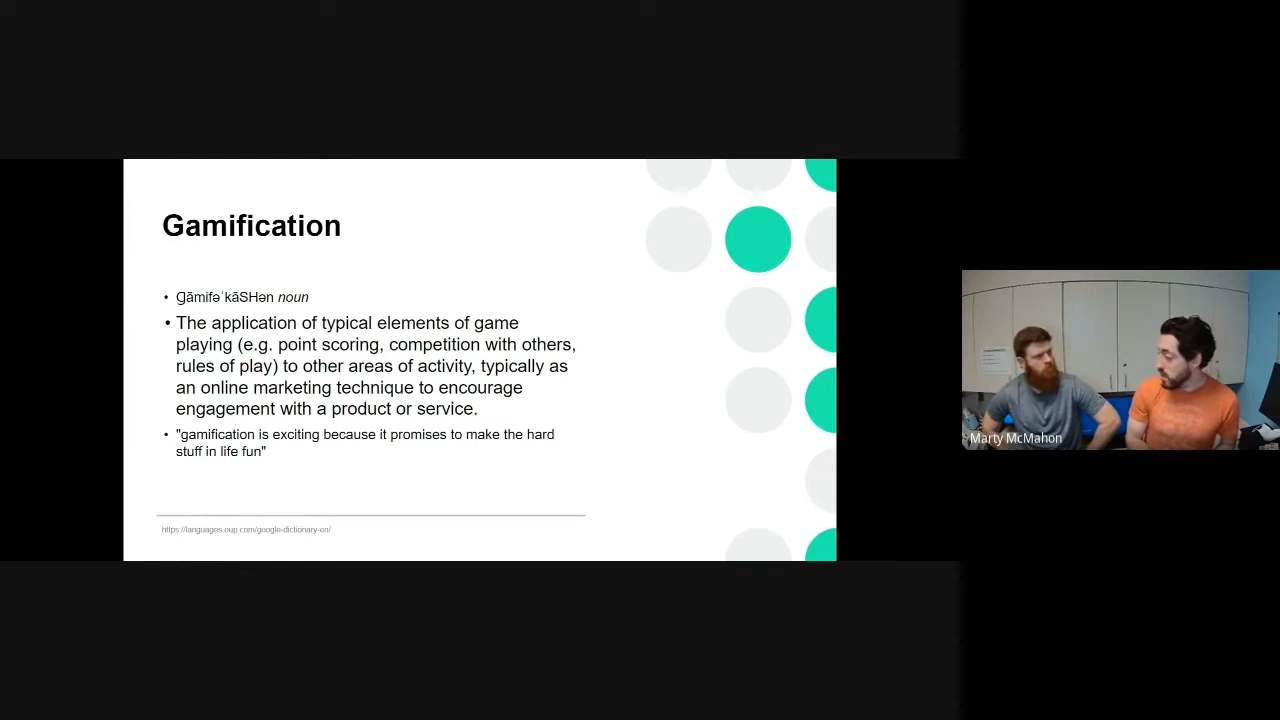 Gamification
• ꞬāmifəˈkāSHən noun
• The application of typical elements of game
playing (e.g. point scoring, competition with others,
rules of play) to other areas of activity, typically as
an online marketing technique to encourage
engagement with a product or service.
• "gamification is exciting because it promises to make the hard
stuff in life fun"
https://languages.oup.com/google-dictionary-en/
Marty McMahon